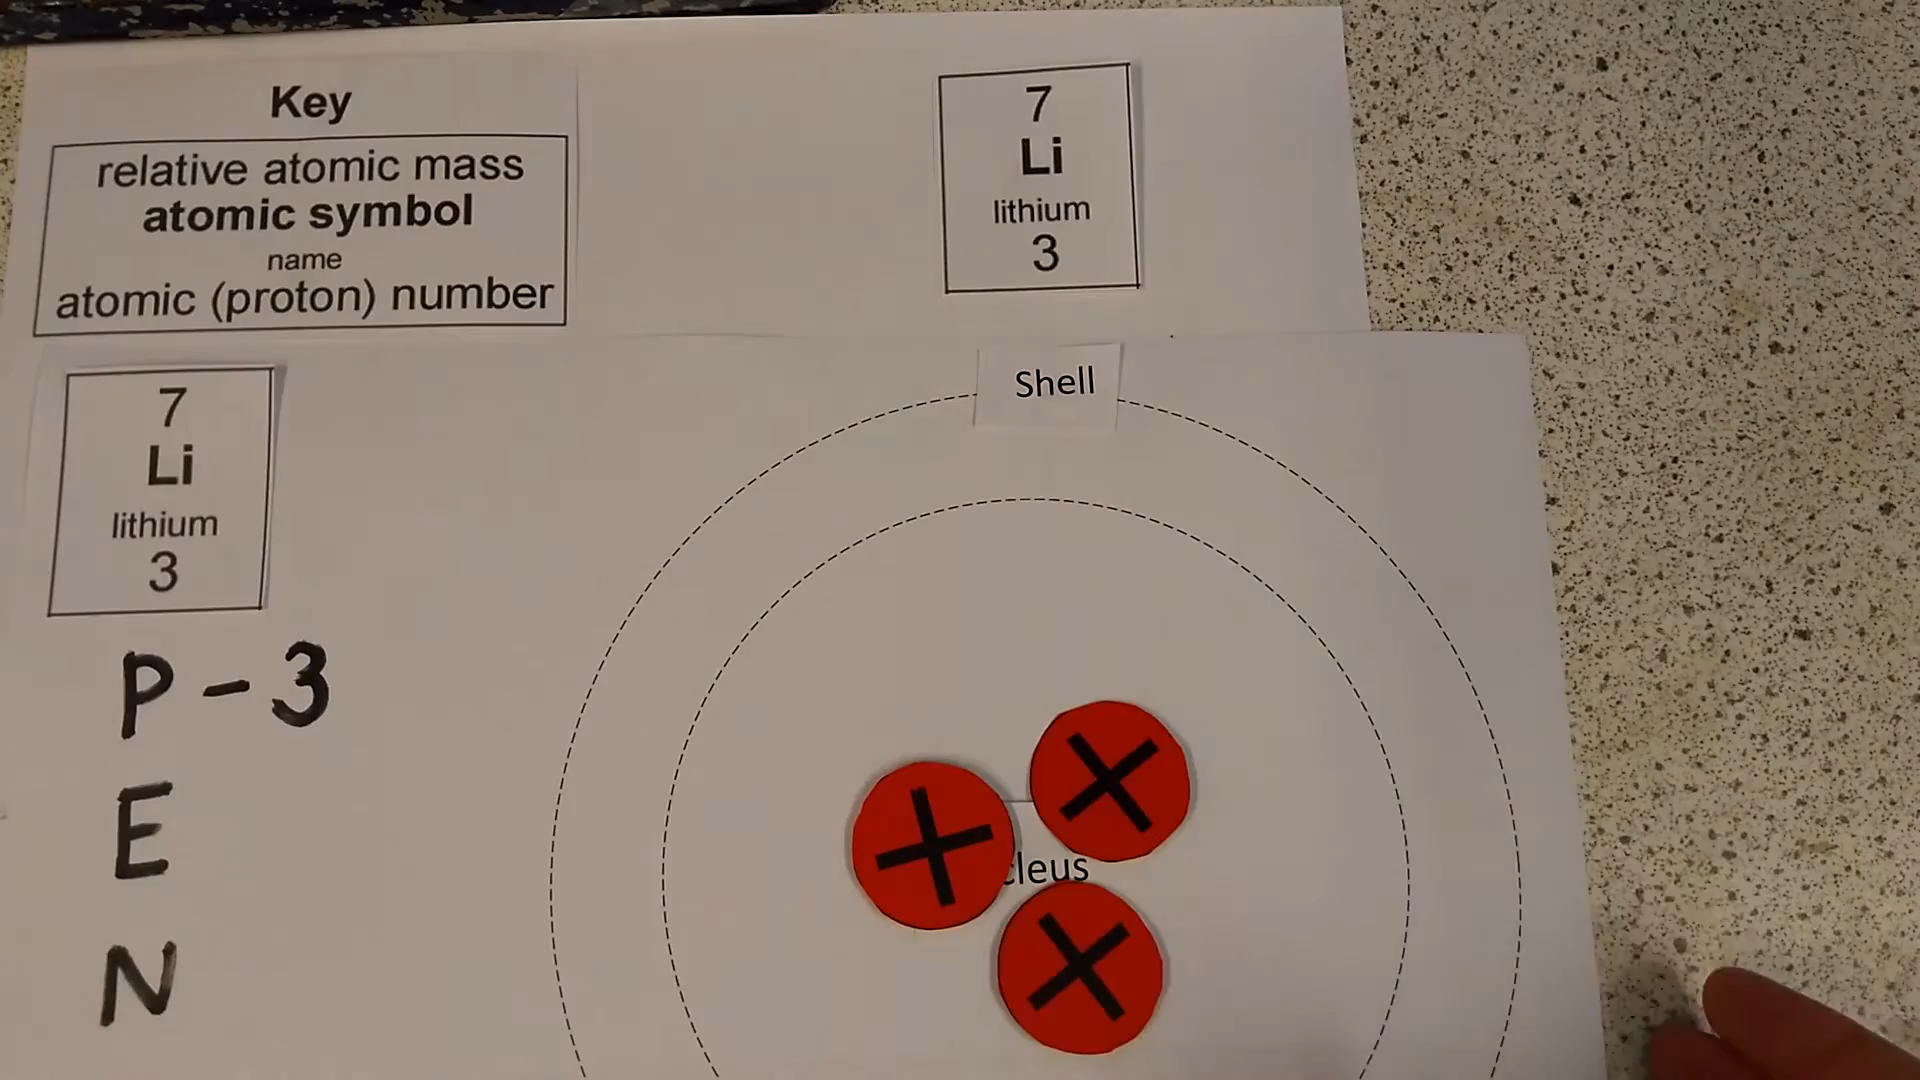 Key
relative atomic mass
atomic symbol
name
atomic (proton) number
7
Li
lithium
3
7
Li
lithium
3
P - 3
E
N
Shell
cleus